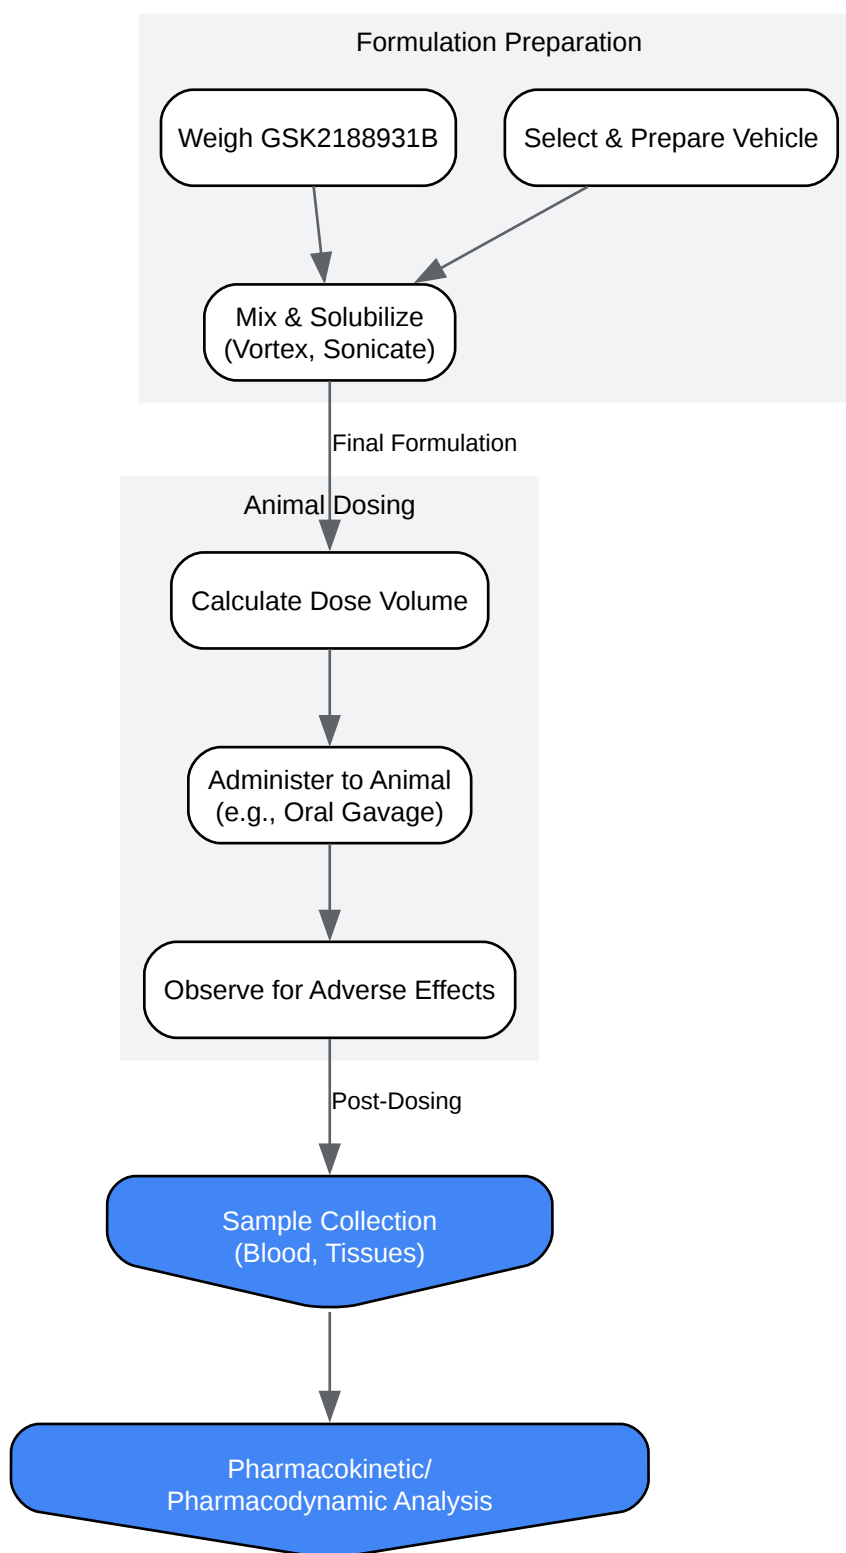 Formulation Preparation
Weigh GSK2188931B
Select & Prepare Vehicle
Mix & Solubilize
(Vortex, Sonicate)
Final Formulation
Animal Dosing
Calculate Dose Volume
Administer to Animal
(e.g., Oral Gavage)
Observe for Adverse Effects
Post-Dosing
Sample Collection
(Blood, Tissues)
Pharmacokinetic/
Pharmacodynamic Analysis